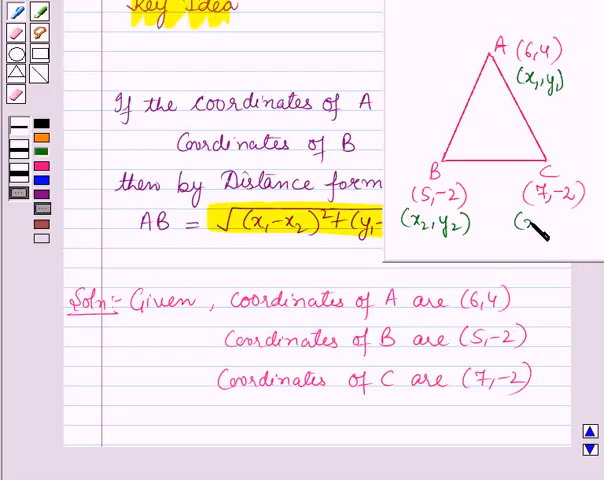 Key Idea
If the coordinates of A
Coordinates of B
then by Distance form
AB = √(x₁-x₂)²+(y₁-
A (6,4)
(x₁,y₁)
B
C
(5,-2)
(7,-2)
(x₂,y₂)
(x
Soln:- Given, coordinates of A are (6,4)
Coordinates of B are (5,-2)
Coordinates of C are (7,-2)